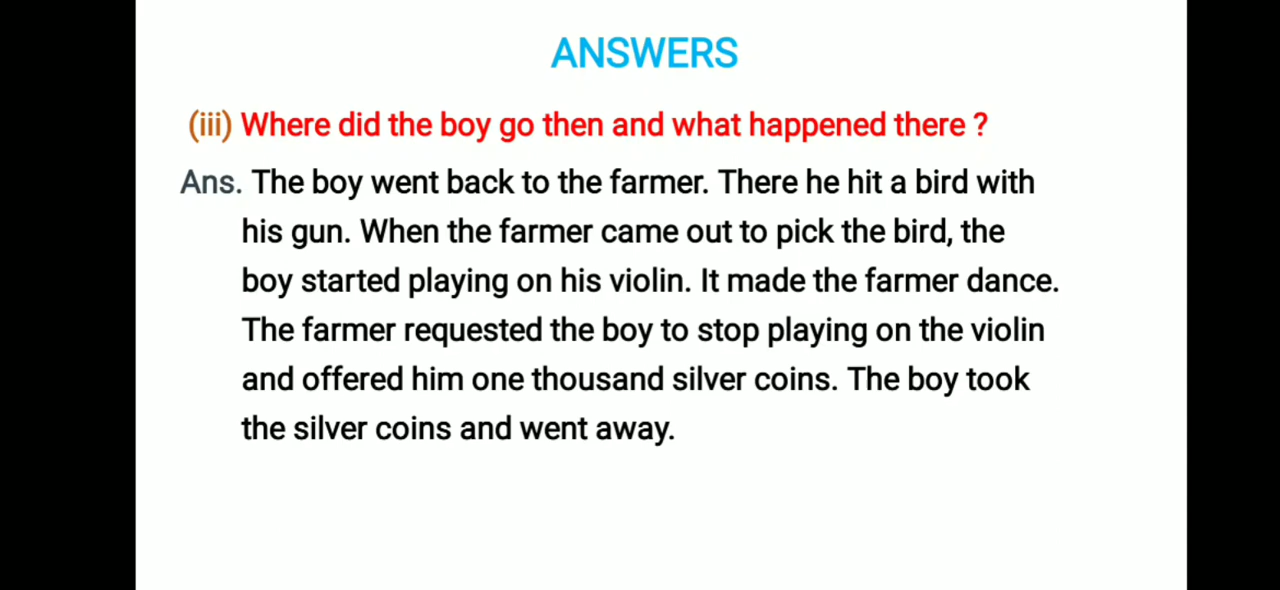 ANSWERS
(iii) Where did the boy go then and what happened there ?
Ans. The boy went back to the farmer. There he hit a bird with
his gun. When the farmer came out to pick the bird, the
boy started playing on his violin. It made the farmer dance.
The farmer requested the boy to stop playing on the violin
and offered him one thousand silver coins. The boy took
the silver coins and went away.